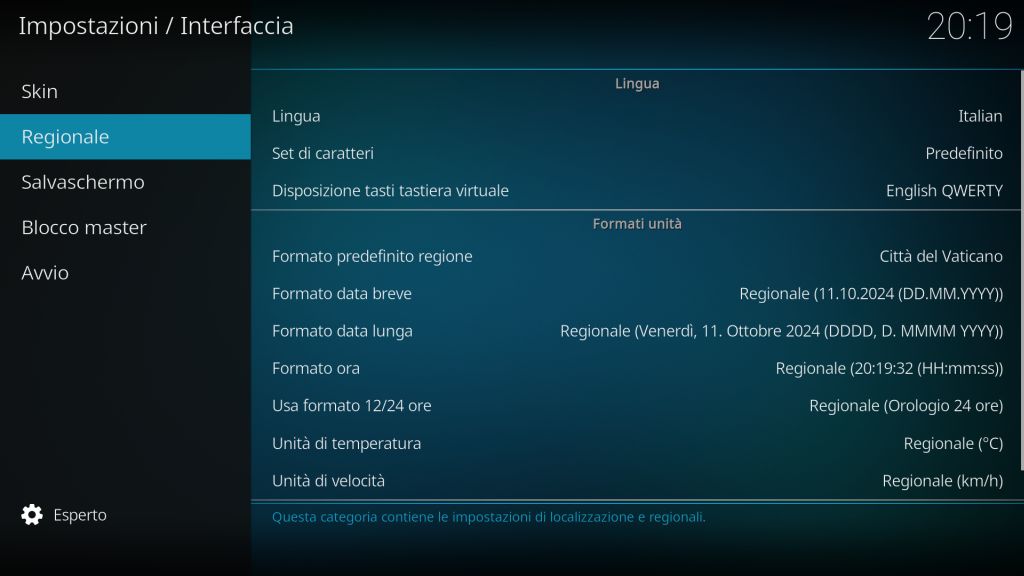 Impostazioni / Interfaccia
20:19
Skin
Regionale
Salvaschermo
Blocco master
Avvio
Esperto
Lingua
Lingua Italian
Set di caratteri Predefinito
Disposizione tasti tastiera virtuale English QWERTY
Formati unità
Formato predefinito regione Città del Vaticano
Formato data breve Regionale (11.10.2024 (DD.MM.YYYY))
Formato data lunga Regionale (Venerdì, 11. Ottobre 2024 (DDDD, D. MMMM YYYY))
Formato ora Regionale (20:19:32 (HH:mm:ss))
Usa formato 12/24 ore Regionale (Orologio 24 ore)
Unità di temperatura Regionale (°C)
Unità di velocità Regionale (km/h)
Questa categoria contiene le impostazioni di localizzazione e regionali.